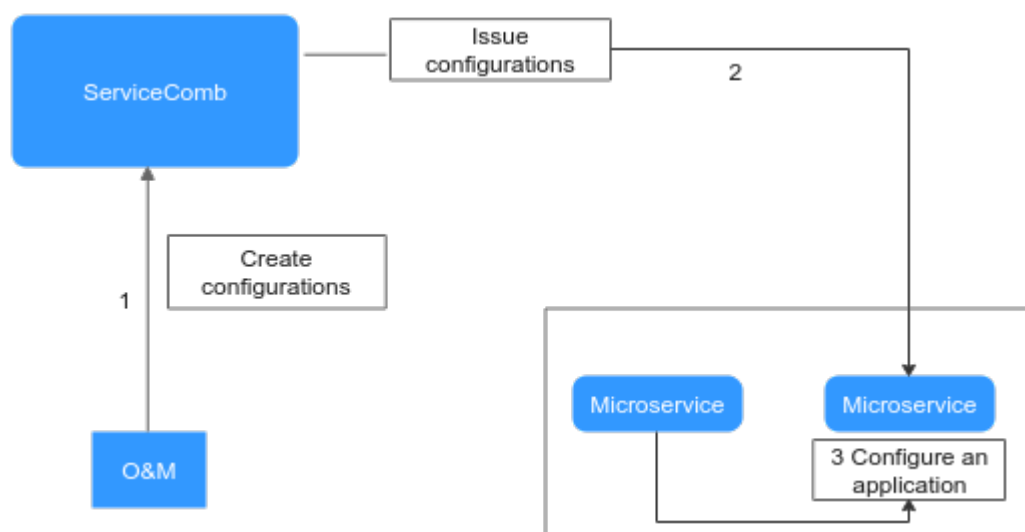 ServiceComb
Issue
configurations
2
Create
configurations
1
Microservice
Microservice
3 Configure an
application
O&M